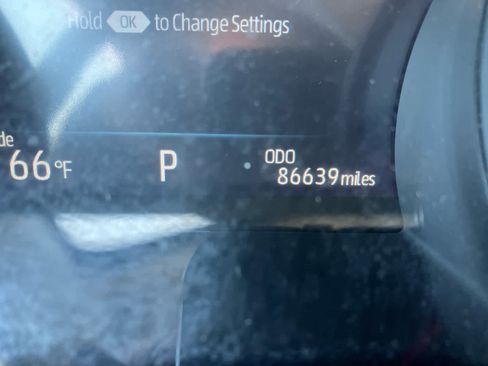 Hold OK to Change Settings
de
66°F P ODO
86639 miles